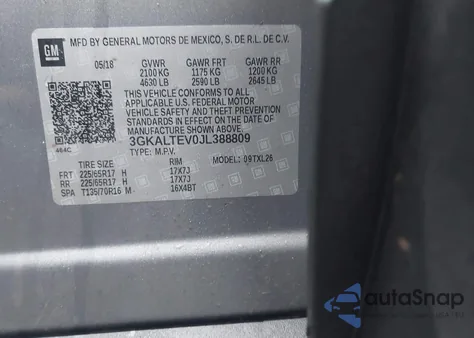 GM
MFD BY GENERAL MOTORS DE MEXICO, S. DE R.L. DE C.V.
05/18 GVWR GAWR FRT GAWR RR
2100 KG 1175 KG 1200 KG
4630 LB 2590 LB 2645 LB
THIS VEHICLE CONFORMS TO ALL
APPLICABLE U.S. FEDERAL MOTOR
VEHICLE SAFETY AND THEFT PREVENTION
STANDARDS IN EFFECT ON THE DATE OF
MANUFACTURE SHOWN ABOVE.
3GKALTEV0JL388809
TYPE: M.P.V. MODEL: 09TXL26
TIRE SIZE RIM
FRT 225/65R17 H 17X7J
RR 225/65R17 H 17X7J
SPA T135/70R16 M 16X4BT
autoSnap